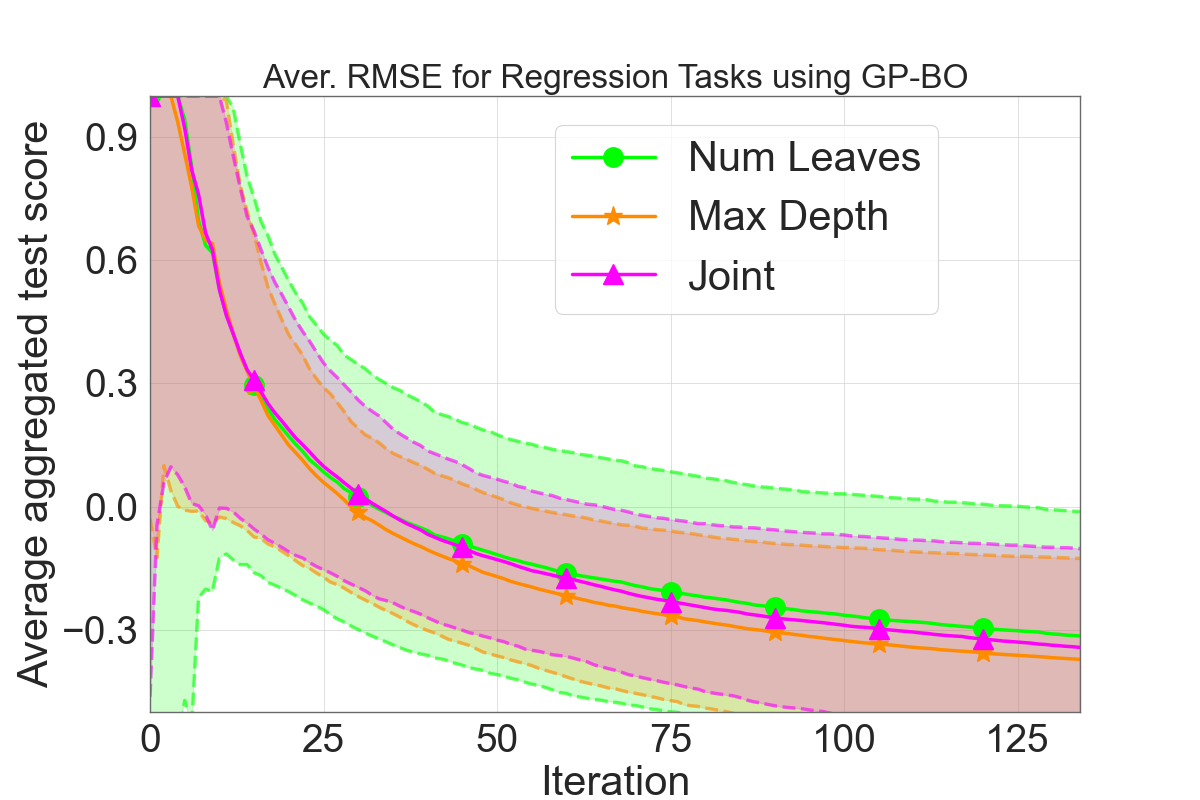 Aver. RMSE for Regression Tasks using GP-BO
Average aggregated test score
0.9
0.6
0.3
0.0
−0.3
Num Leaves
Max Depth
Joint
0 25 50 75 100 125
Iteration